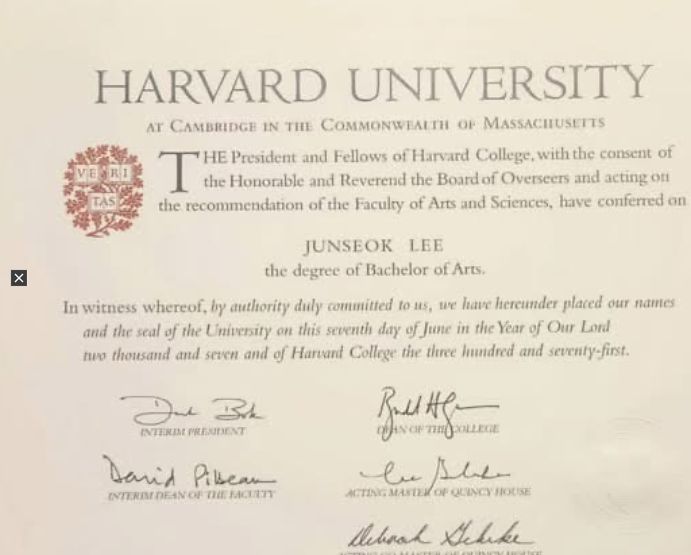 HARVARD UNIVERSITY
AT CAMBRIDGE IN THE COMMONWEALTH OF MASSACHUSETTS
VE RI
TAS
THE President and Fellows of Harvard College, with the consent of
the Honorable and Reverend the Board of Overseers and acting on
the recommendation of the Faculty of Arts and Sciences, have conferred on
JUNSEOK LEE
the degree of Bachelor of Arts.
In witness whereof, by authority duly committed to us, we have hereunder placed our names
and the seal of the University on this seventh day of June in the Year of Our Lord
two thousand and seven and of Harvard College the three hundred and seventy-first.
INTERIM PRESIDENT
DEAN OF THE COLLEGE
David Pilbeam
INTERIM DEAN OF THE FACULTY
ACTING MASTER OF QUINCY HOUSE
Deborah Gehrke